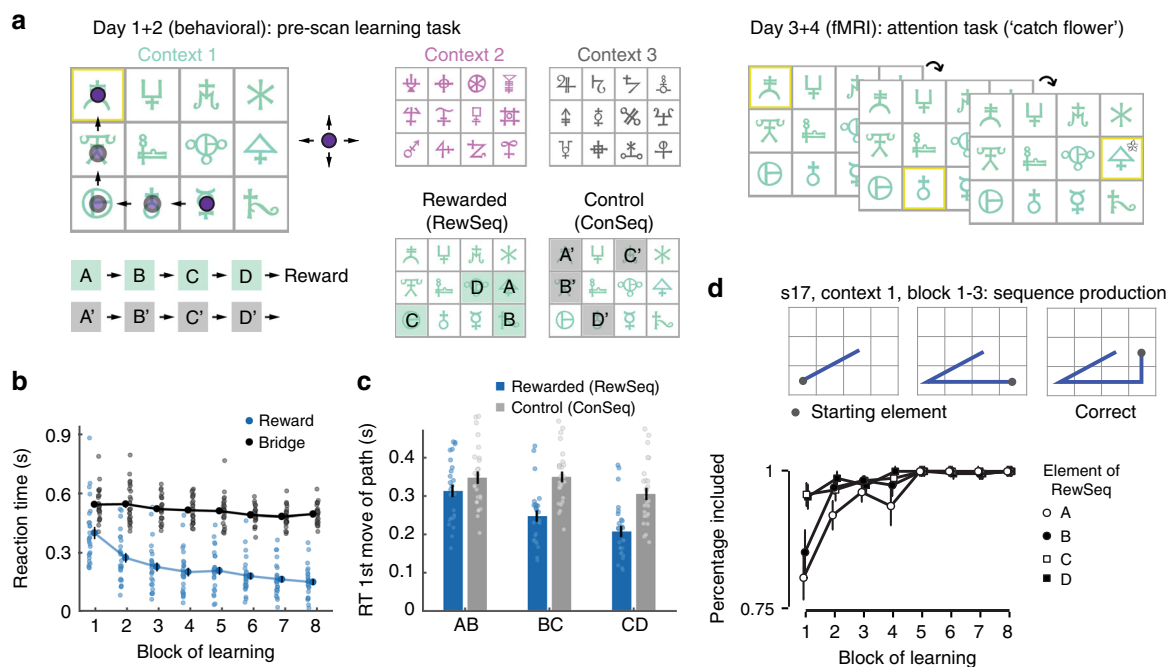 a
Day 1+2 (behavioral): pre-scan learning task
Day 3+4 (fMRI): attention task (‘catch flower’)
Context 1
Context 2
Context 3
Rewarded
(RewSeq)
Control
(ConSeq)
D A
C B
A' C'
B'
D'
A B C D Reward
A' B' C' D'
b
Reward
Bridge
Reaction time (s)
0.9
0.6
0.3
0
1 2 3 4 5 6 7 8
Block of learning
c
Rewarded (RewSeq)
Control (ConSeq)
RT 1st move of path (s)
0.4
0.3
0.2
0.1
0
AB BC CD
d
s17, context 1, block 1-3: sequence production
Starting element
Correct
Percentage included
1
0.75
1 2 3 4 5 6 7 8
Block of learning
Element of
RewSeq
A
B
C
D